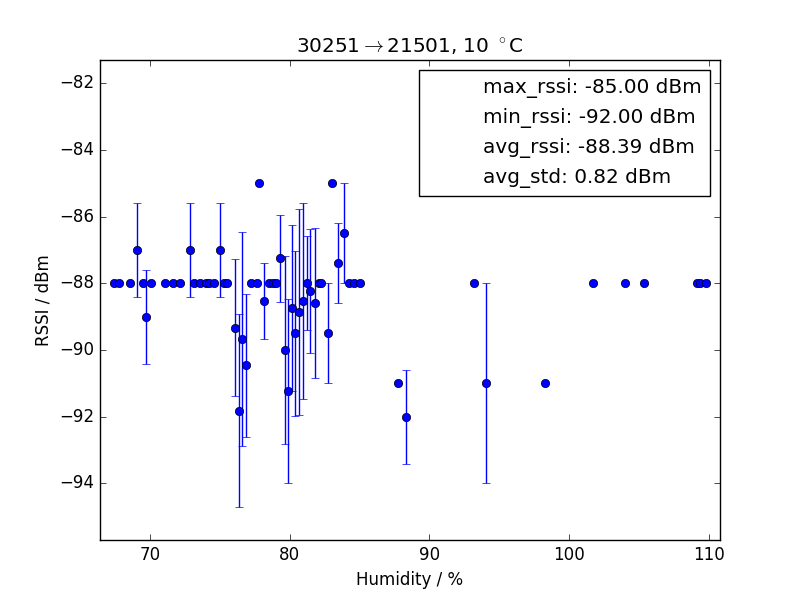 30251→21501, 10 °C
max_rssi: -85.00 dBm
min_rssi: -92.00 dBm
avg_rssi: -88.39 dBm
avg_std: 0.82 dBm
RSSI / dBm
−82
−84
−86
−88
−90
−92
−94
70 80 90 100 110
Humidity / %